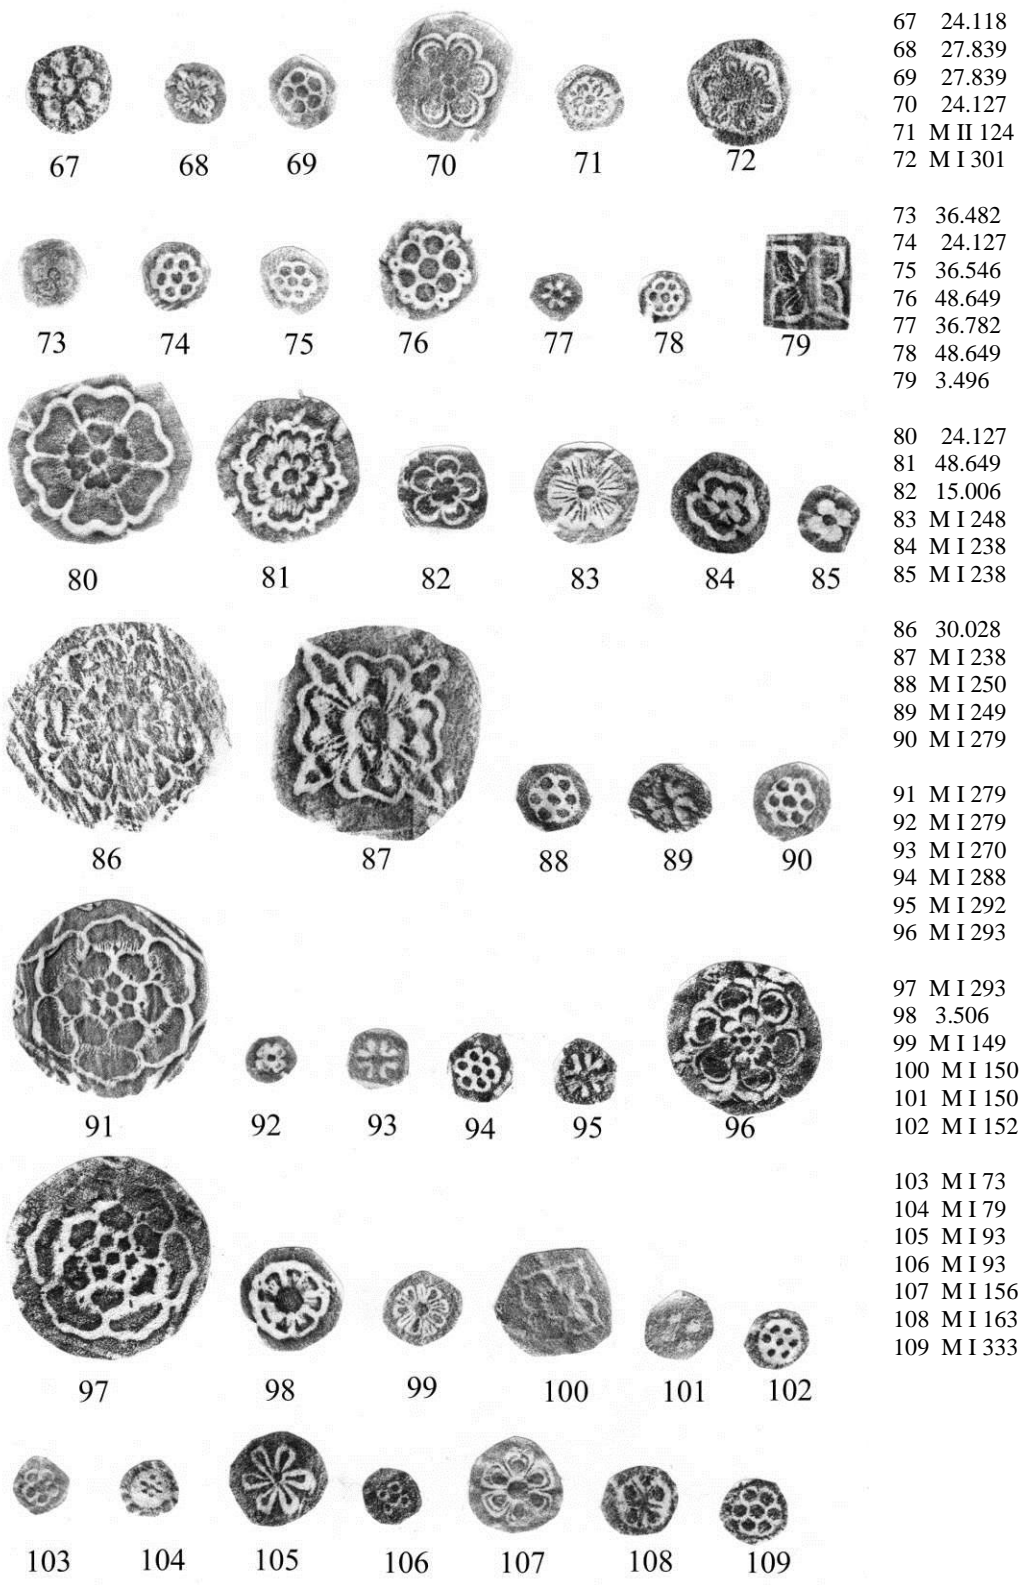 67 68 69 70 71 72
73 74 75 76 77 78 79
80 81 82 83 84 85
86 87 88 89 90
91 92 93 94 95 96
97 98 99 100 101 102
103 104 105 106 107 108 109
67 24.118
68 27.839
69 27.839
70 24.127
71 M II 124
72 M I 301
73 36.482
74 24.127
75 36.546
76 48.649
77 36.782
78 48.649
79 3.496
80 24.127
81 48.649
82 15.006
83 M I 248
84 M I 238
85 M I 238
86 30.028
87 M I 238
88 M I 250
89 M I 249
90 M I 279
91 M I 279
92 M I 279
93 M I 270
94 M I 288
95 M I 292
96 M I 293
97 M I 293
98 3.506
99 M I 149
100 M I 150
101 M I 150
102 M I 152
103 M I 73
104 M I 79
105 M I 93
106 M I 93
107 M I 156
108 M I 163
109 M I 333